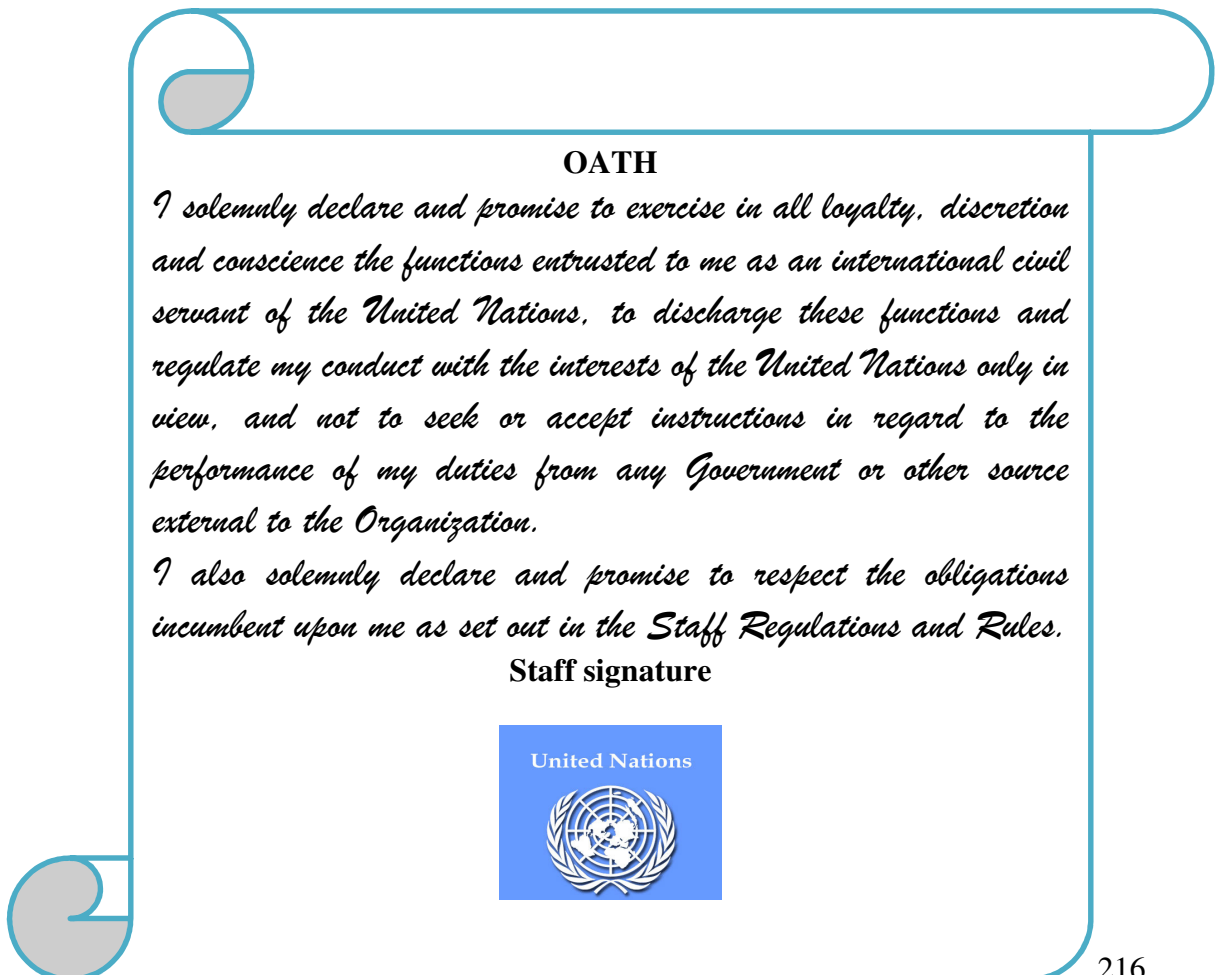 OATH
I solemnly declare and promise to exercise in all loyalty, discretion
and conscience the functions entrusted to me as an international civil
servant of the United Nations, to discharge these functions and
regulate my conduct with the interests of the United Nations only in
view, and not to seek or accept instructions in regard to the
performance of my duties from any Government or other source
external to the Organization.
I also solemnly declare and promise to respect the obligations
incumbent upon me as set out in the Staff Regulations and Rules.
Staff signature
United Nations
216